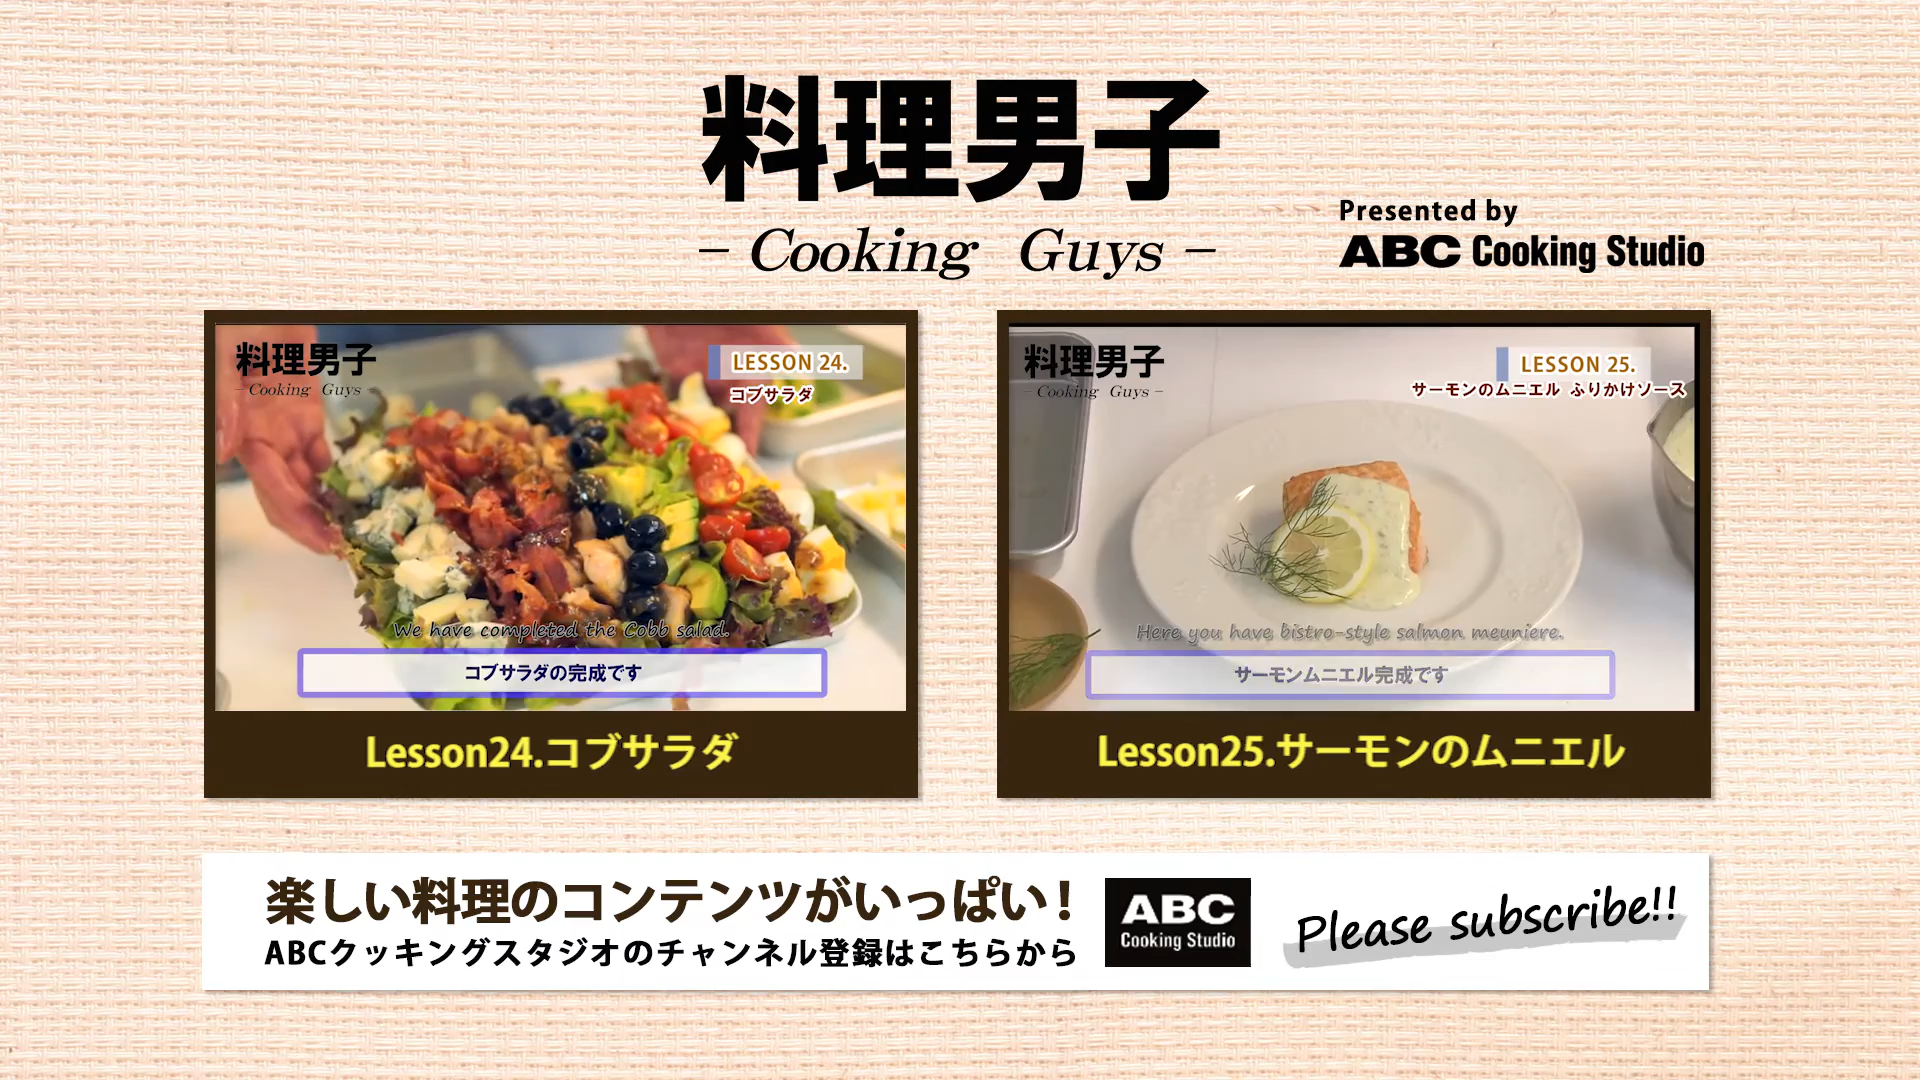 料理男子
– Cooking Guys –
Presented by
ABC Cooking Studio
料理男子
– Cooking Guys –
LESSON 24.
コブサラダ
We have completed the Cobb salad.
コブサラダの完成です
Lesson24.コブサラダ
料理男子
– Cooking Guys –
LESSON 25.
サーモンのムニエル ふりかけソース
Here you have bistro-style salmon meuniere.
サーモンムニエル完成です
Lesson25.サーモンのムニエル
楽しい料理のコンテンツがいっぱい！
ABCクッキングスタジオのチャンネル登録はこちらから
ABC
Cooking Studio
Please subscribe!!